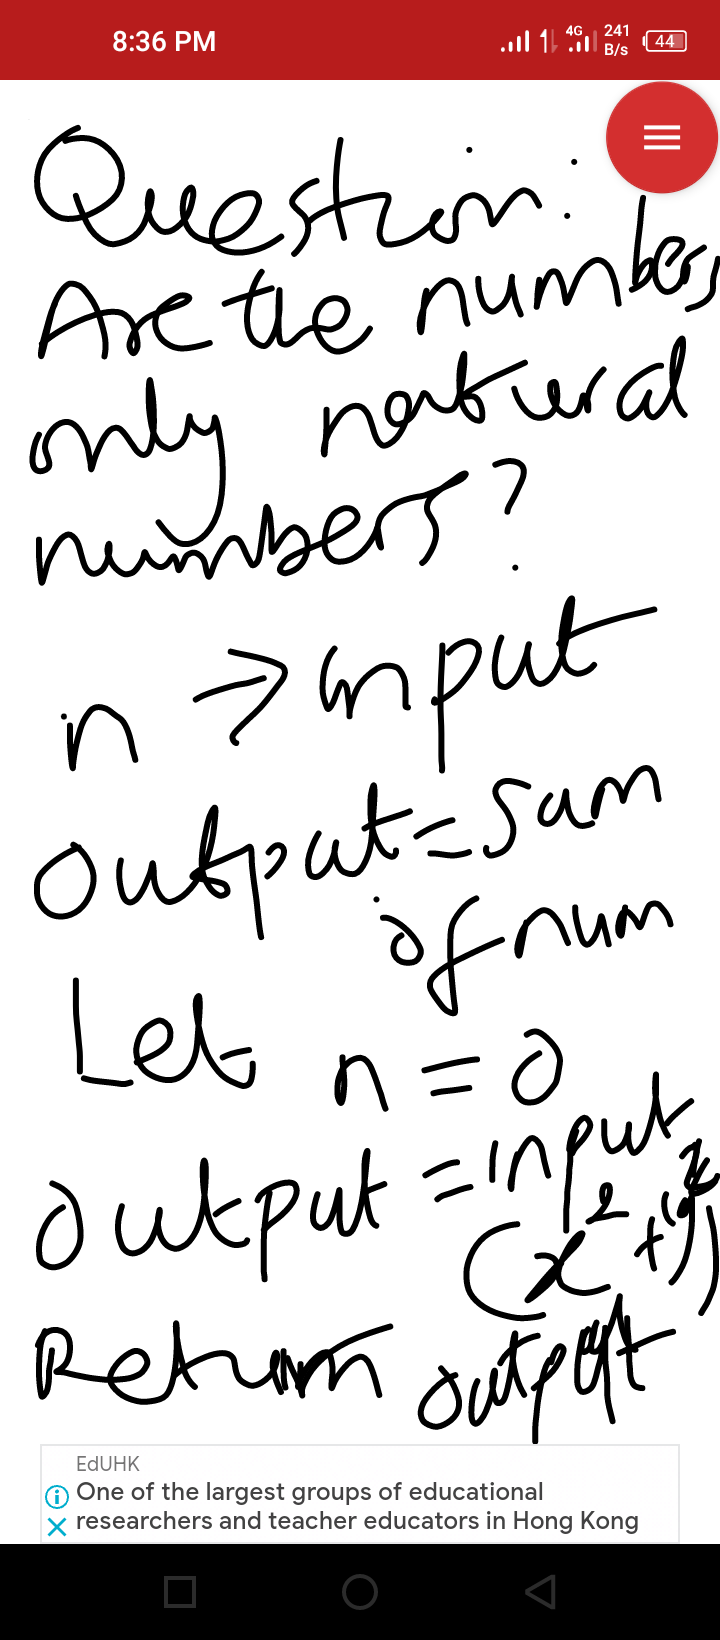 8:36 PM 4G 241 B/s 44
Question:
Are the numbers
only natural
numbers?
n → input
output = sum
of num
Let n = 0
output = input
(x²+y²)
Return output
EdUHK
One of the largest groups of educational
researchers and teacher educators in Hong Kong